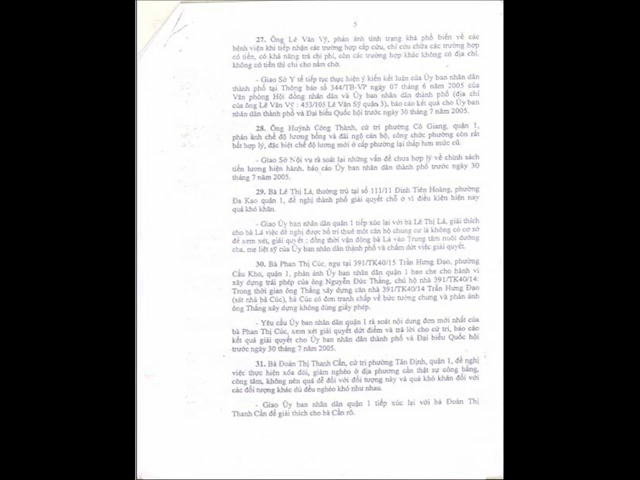 5
27. Ông Lê Văn Vỹ, phản ánh tình trạng khá phổ biến về các
bệnh viện khi tiếp nhận các trường hợp cấp cứu, chỉ cứu chữa các trường hợp
có tiền, có khả năng trả chi phí, còn các trường hợp khác không có địa chỉ,
không có tiền thì chỉ cho nằm chờ.
- Giao Sở Y tế tiếp tục thực hiện ý kiến kết luận của Ủy ban nhân dân
thành phố tại Thông báo số 344/TB-VP ngày 07 tháng 6 năm 2005 của
Văn phòng Hội đồng nhân dân và Ủy ban nhân dân thành phố (địa chỉ
của ông Lê Văn Vỹ : 453/105 Lê Văn Sỹ quận 3), báo cáo kết quả cho Ủy ban
nhân dân thành phố và Đại biểu Quốc hội trước ngày 30 tháng 7 năm 2005.
28. Ông Huỳnh Công Thành, cử tri phường Cô Giang, quận 1,
phản ánh chế độ lương bổng và đãi ngộ cán bộ, công chức phường còn rất
bất hợp lý, đặc biệt chế độ lương mới ở cấp phường lại thấp hơn mức cũ.
- Giao Sở Nội vụ rà soát lại những vấn đề chưa hợp lý về chính sách
tiền lương hiện hành, báo cáo Ủy ban nhân dân thành phố trước ngày 30
tháng 7 năm 2005.
29. Bà Lê Thị Lá, thường trú tại số 111/11 Đinh Tiên Hoàng, phường
Đa Kao quận 1, đề nghị thành phố giải quyết chỗ ở vì điều kiện hiện nay
quá khó khăn.
- Giao Ủy ban nhân dân quận 1 tiếp xúc lại với bà Lê Thị Lá, giải thích
cho bà Lá việc đề nghị được bố trí thuê một căn hộ chung cư là không có cơ sở
để xem xét, giải quyết ; đồng thời vận động bà Lá vào Trung tâm nuôi dưỡng
cha, mẹ liệt sỹ của Ủy ban nhân dân thành phố và chấm dứt việc giải quyết.
30. Bà Phan Thị Cúc, ngụ tại 391/TK40/15 Trần Hưng Đạo, phường
Cầu Kho, quận 1, phản ánh Ủy ban nhân dân quận 1 bao che cho hành vi
xây dựng trái phép của ông Nguyễn Đức Thắng, chủ hộ nhà 391/TK40/14:
Trong thời gian ông Thắng xây dựng căn nhà 391/TK40/14 Trần Hưng Đạo
(sát nhà bà Cúc), bà Cúc có đơn tranh chấp về bức tường chung và phản ánh
ông Thắng xây dựng không đúng giấy phép.
- Yêu cầu Ủy ban nhân dân quận 1 rà soát nội dung đơn mới nhất của
bà Phan Thị Cúc, xem xét giải quyết dứt điểm và trả lời cho cử tri, báo cáo
kết quả giải quyết cho Ủy ban nhân dân thành phố và Đại biểu Quốc hội
trước ngày 30 tháng 7 năm 2005.
31. Bà Đoàn Thị Thanh Cần, cử tri phường Tân Định, quận 1, đề nghị
việc thực hiện xóa đói, giảm nghèo ở địa phương cần thật sự công bằng,
công tâm, không nên quá dễ đối với đối tượng này và quá khó khăn đối với
các đối tượng khác dù đều nghèo khó như nhau.
- Giao Ủy ban nhân dân quận 1 tiếp xúc lại với bà Đoàn Thị
Thanh Cần để giải thích cho bà Cần rõ.